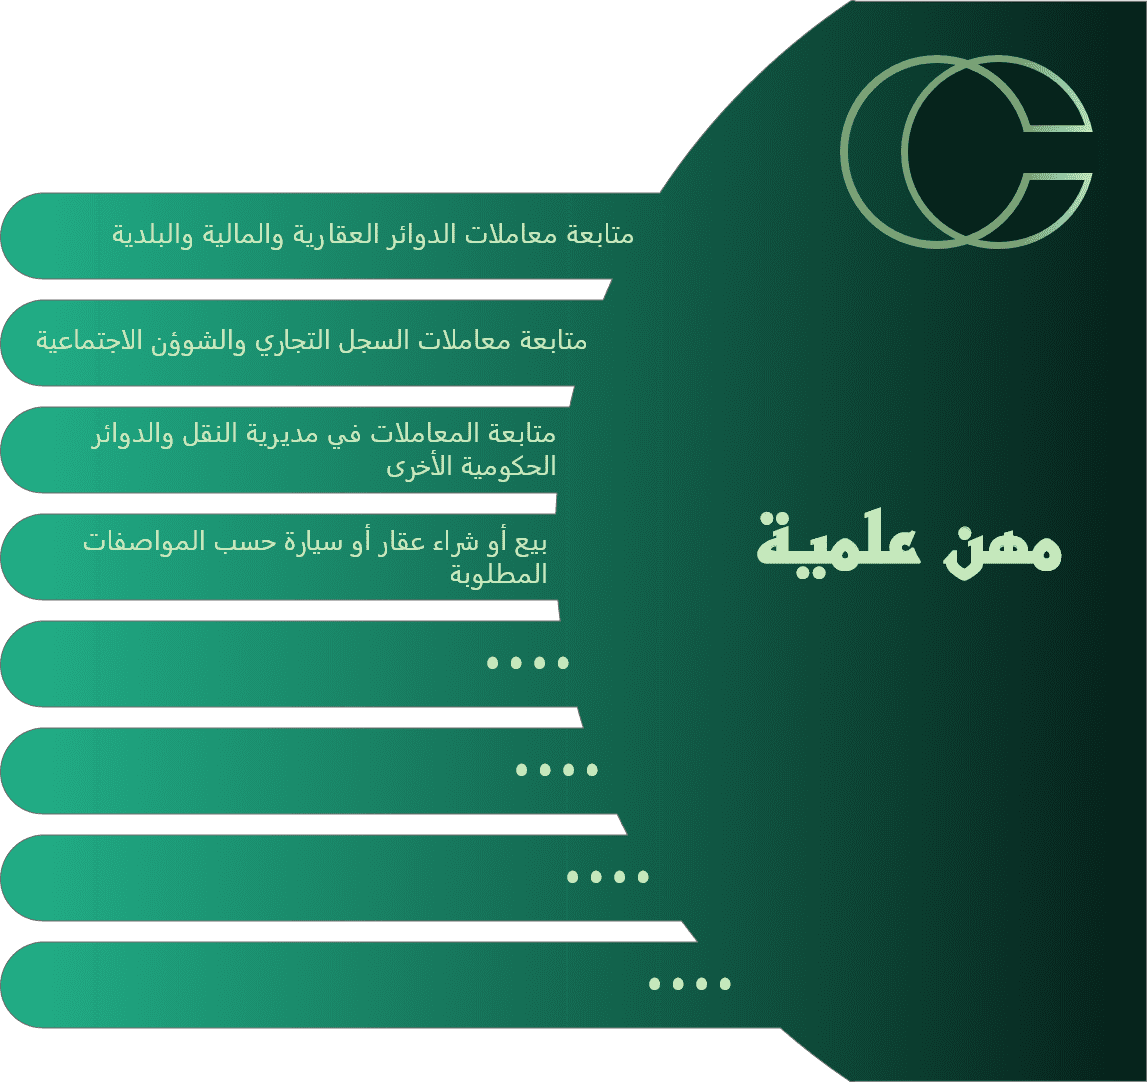 متابعة معاملات الدوائر العقارية والمالية والبلدية
متابعة معاملات السجل التجاري والشوؤن الاجتماعية
متابعة المعاملات في مديرية النقل والدوائر
الحكومية الأخرى
بيع أو شراء عقار أو سيارة حسب المواصفات
المطلوبة
مهن علمية
• • • •
• • • •
• • • •
• • • •